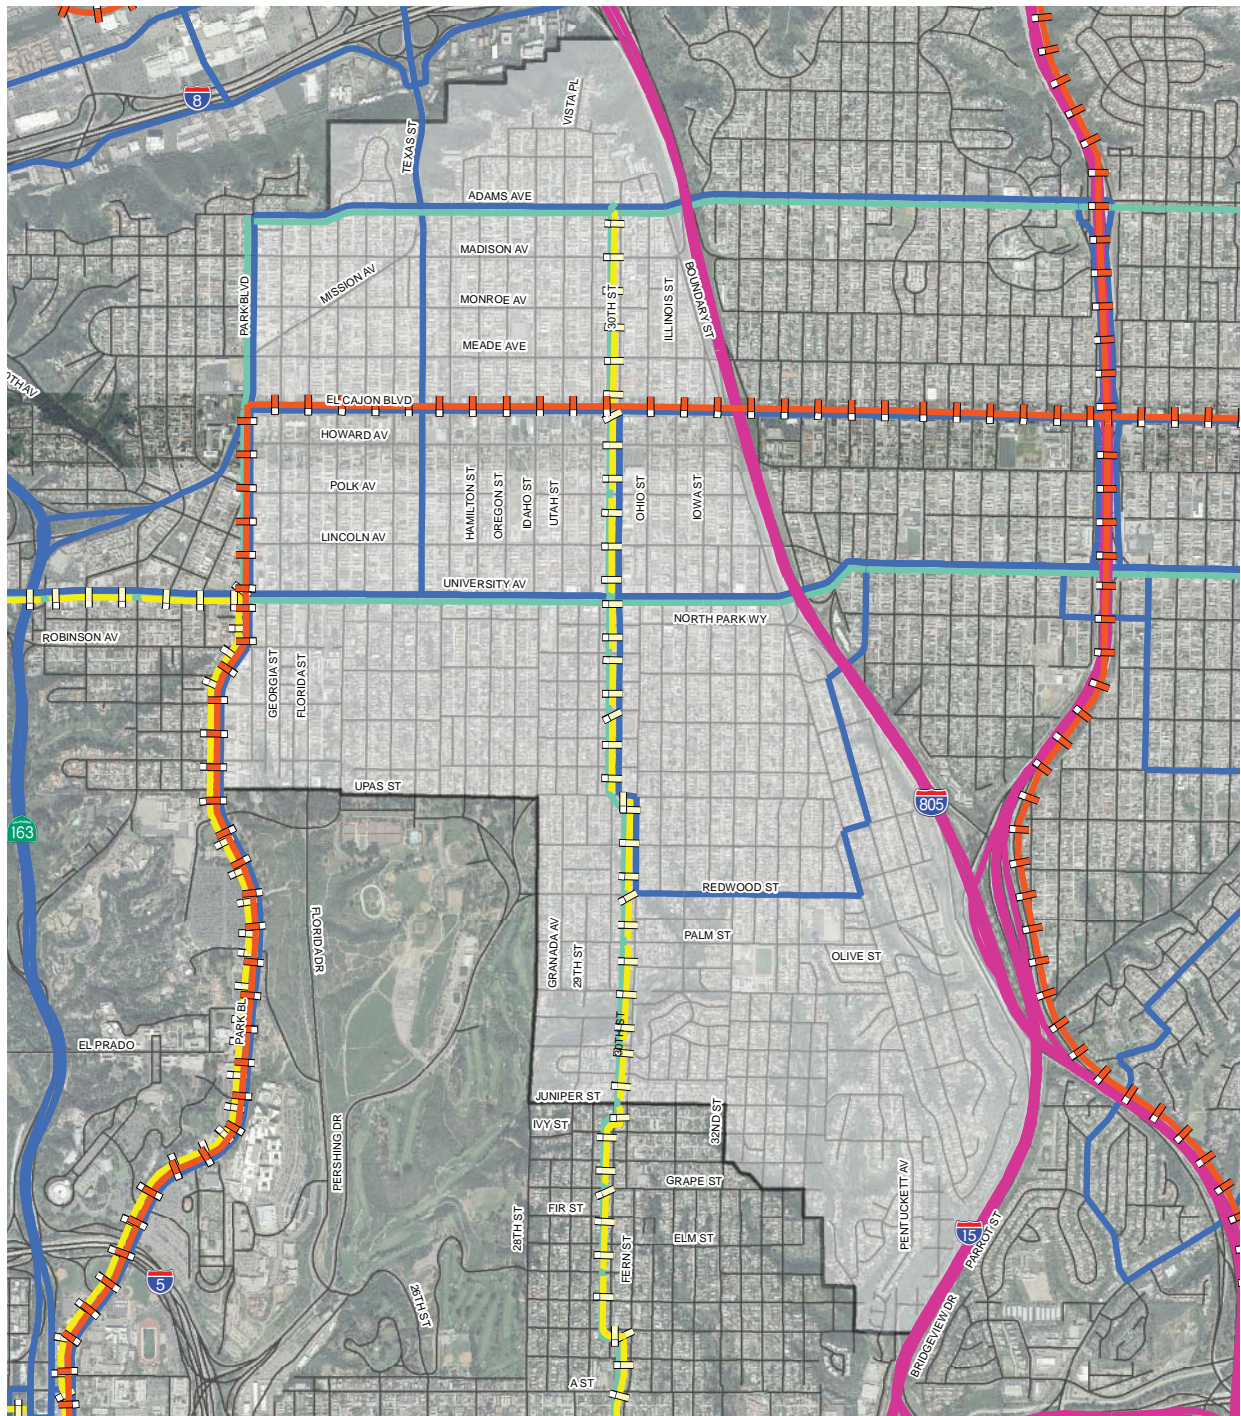 8
VISTA PL
TEXAS ST
ADAMS AVE
MADISON AV
MISSION AV
PARK BLVD
MONROE AV
30TH ST
ILLINOIS ST
BOUNDARY ST
MEADE AVE
0TH AV
EL CAJON BLVD
HOWARD AV
POLK AV
HAMILTON ST
OREGON ST
IDAHO ST
UTAH ST
OHIO ST
IOWA ST
LINCOLN AV
UNIVERSITY AV
ROBINSON AV
NORTH PARK WY
GEORGIA ST
FLORIDA ST
UPAS ST
805
163
REDWOOD ST
FLORIDA DR
GRANADA AV
29TH ST
PALM ST
OLIVE ST
PARK BL
30TH ST
EL PRADO
JUNIPER ST
IVY ST
32ND ST
PERSHING DR
GRAPE ST
PENTUCKETT AV
FIR ST
28TH ST
FERN ST
ELM ST
15
PARROT ST
5
26TH ST
BRIDGEVIEW DR
A ST